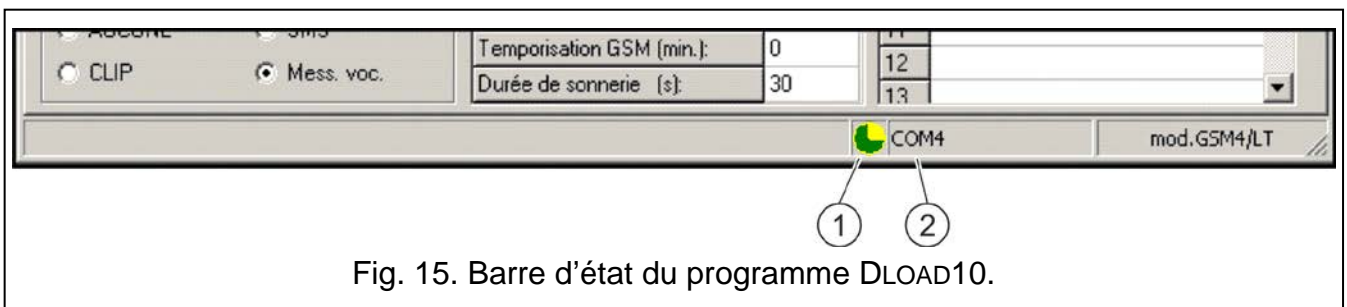 Temporisation GSM (min.): 0
CLIP Mess. voc. 12
Durée de sonnerie (s): 30
13
COM4 mod.GSM4/LT
1 2
Fig. 15. Barre d'état du programme DLOAD10.